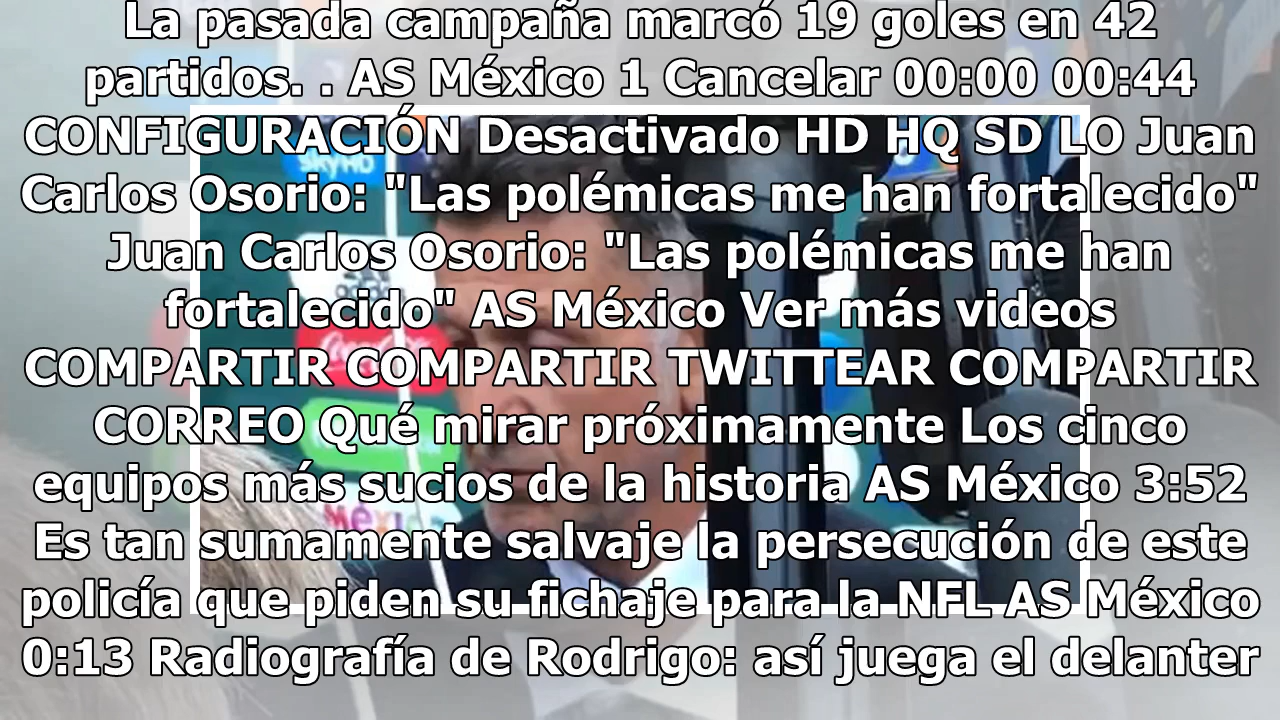 La pasada campaña marcó 19 goles en 42
partidos. . AS México 1 Cancelar 00:00 00:44
CONFIGURACIÓN Desactivado HD HQ SD LO Juan
Carlos Osorio: "Las polémicas me han fortalecido"
Juan Carlos Osorio: "Las polémicas me han
fortalecido" AS México Ver más videos
COMPARTIR COMPARTIR TWITTEAR COMPARTIR
CORREO Qué mirar próximamente Los cinco
equipos más sucios de la historia AS México 3:52
Es tan sumamente salvaje la persecución de este
policía que piden su fichaje para la NFL AS México
0:13 Radiografía de Rodrigo: así juega el delanter
sky HD
México